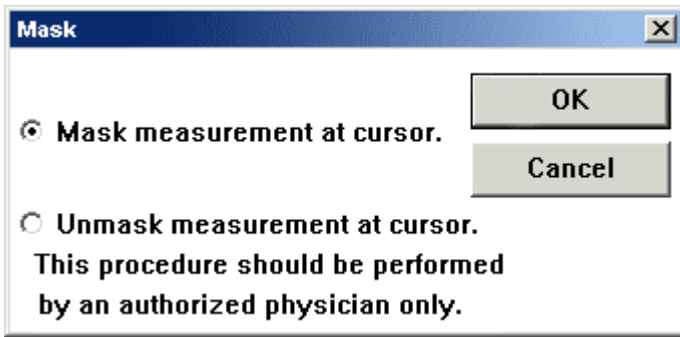 Mask
OK
Mask measurement at cursor.
Cancel
Unmask measurement at cursor.
This procedure should be performed
by an authorized physician only.